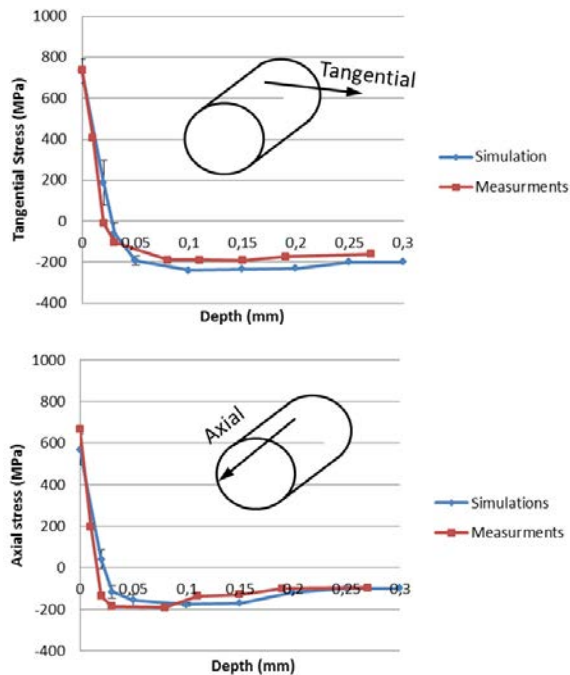 1000
800
600
400
200
0
-200
-400
Tangential Stress (MPa)
Tangential
0 0,05 0,1 0,15 0,2 0,25 0,3
Depth (mm)
Simulation
Measurments
1000
800
600
400
200
0
-200
-400
Axial stress (MPa)
Axial
0 0,05 0,1 0,15 0,2 0,25 0,3
Depth (mm)
Simulations
Measurments